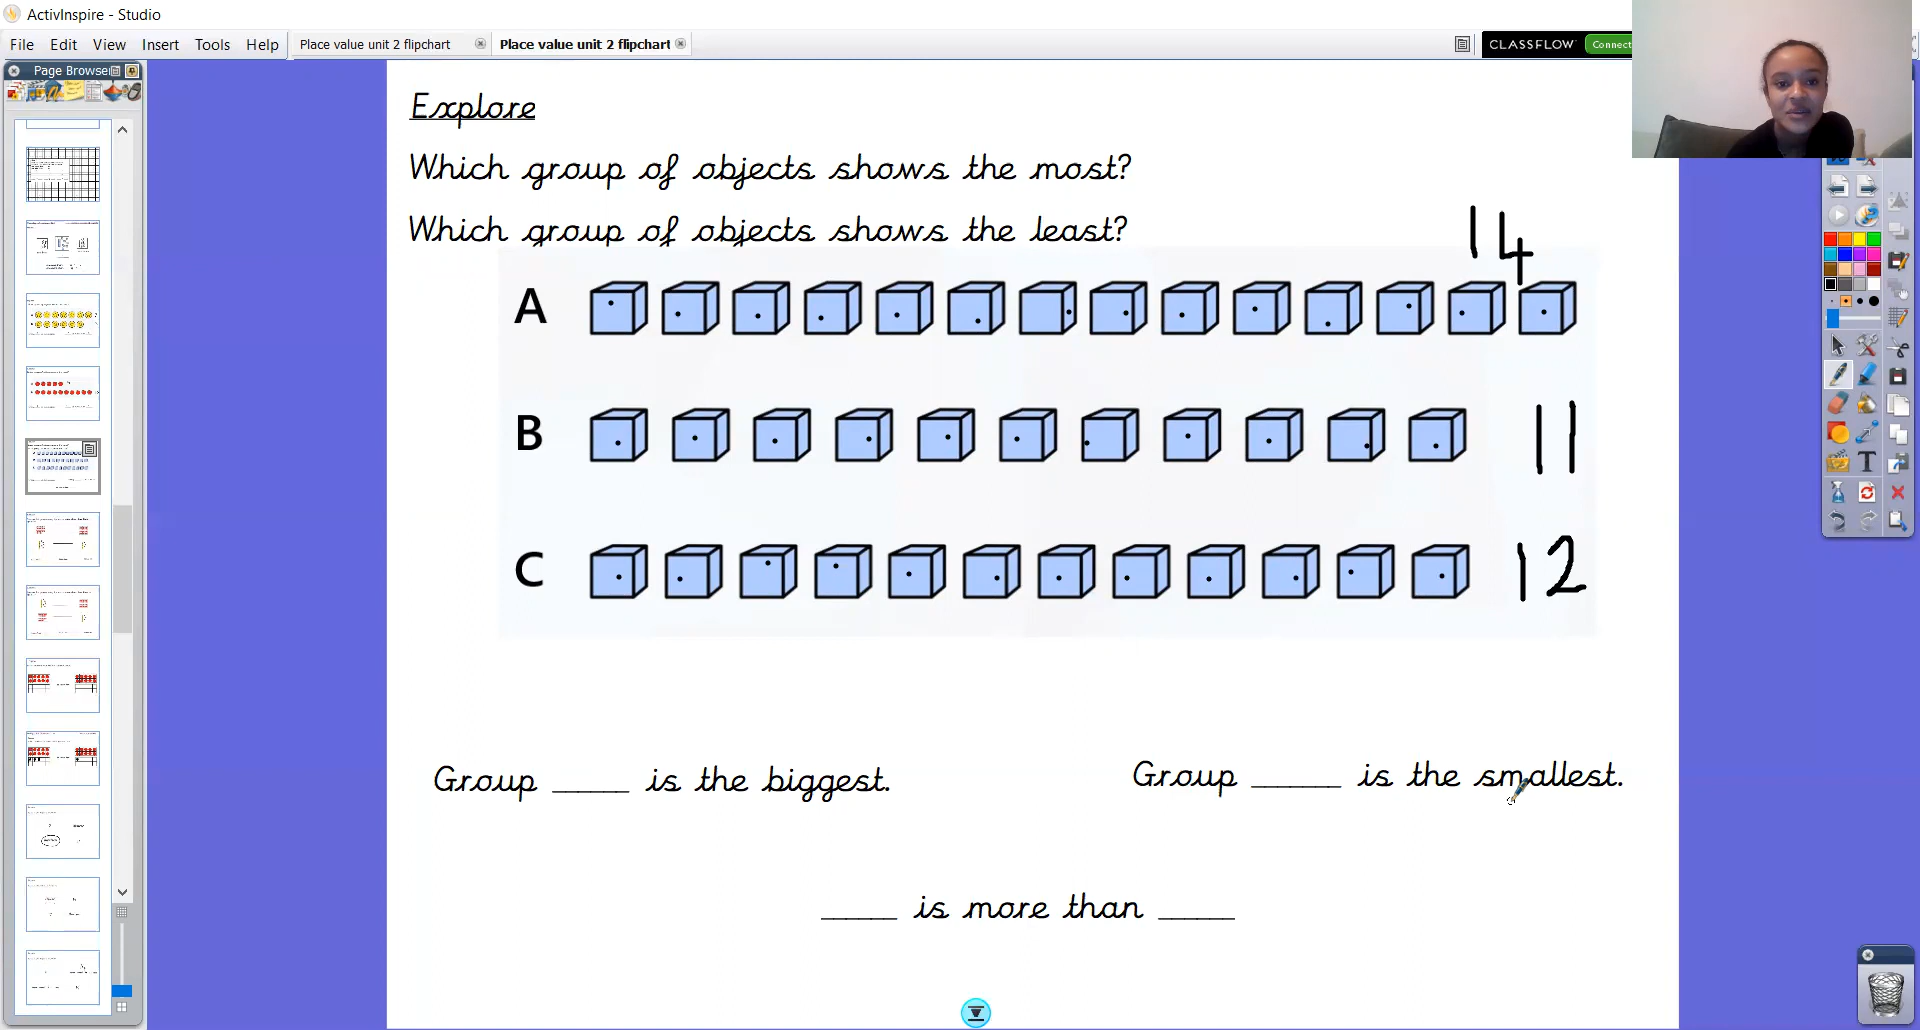 ActivInspire - Studio
File Edit View Insert Tools Help
Place value unit 2 flipchart
Place value unit 2 flipchart
CLASSFLOW Connect
Page Browser
Explore
Which group of objects shows the most?
Which group of objects shows the least?
14
A
B
11
C
12
Group ____ is the biggest.
Group ____ is the smallest.
____ is more than ____